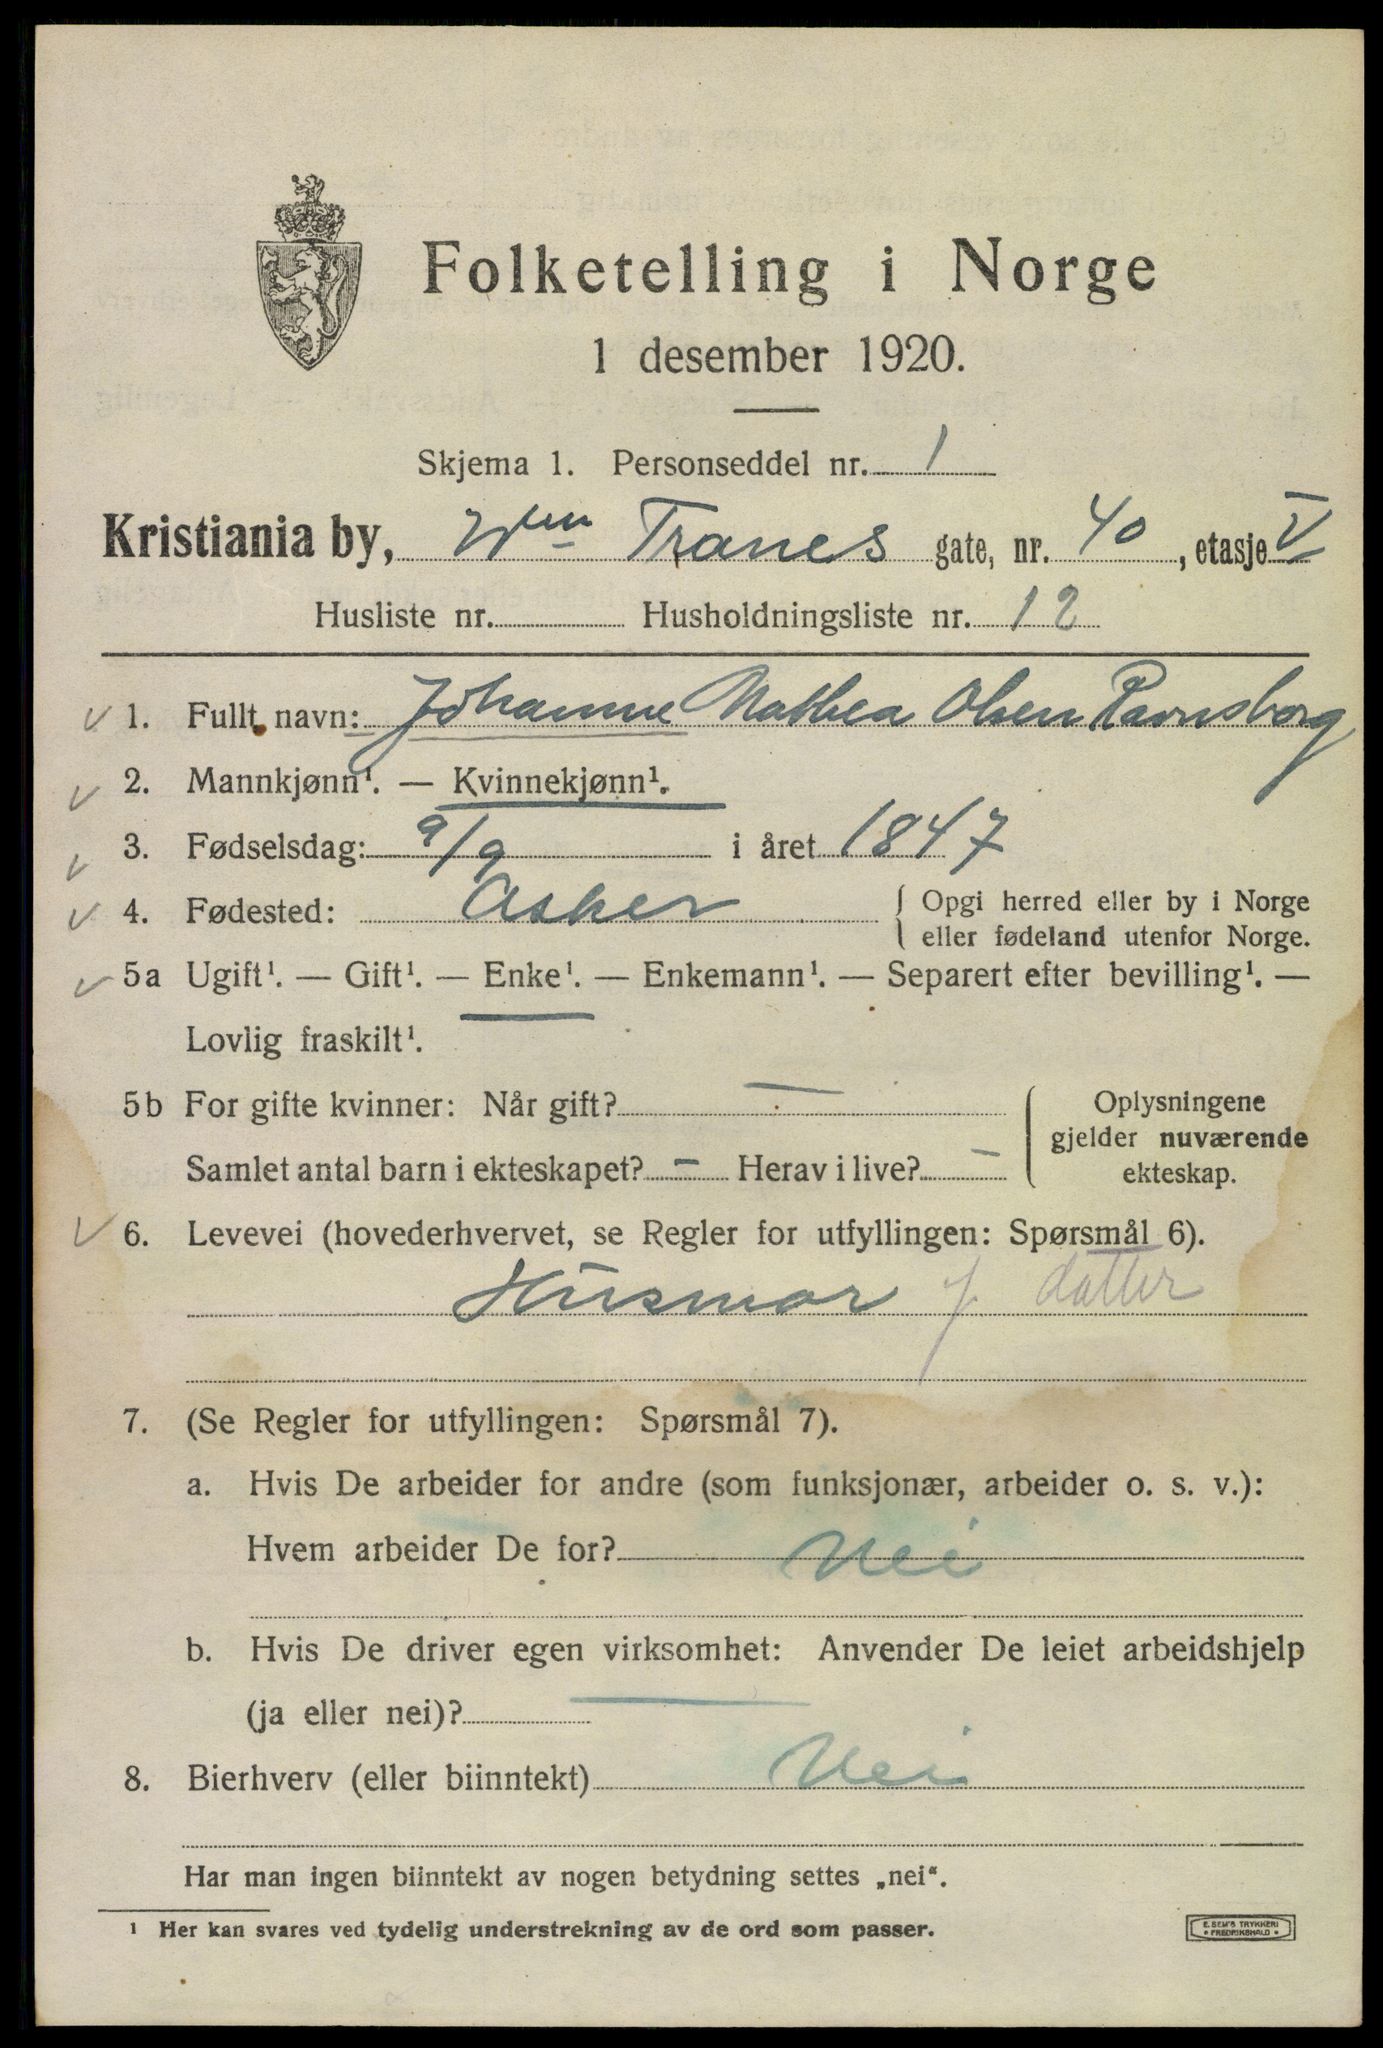 Folketelling i Norge
1 desember 1920.
Skjema 1. Personseddel nr. 1
Kristiania by, Wm Tranes gate, nr. 40, etasje V
Husliste nr. Husholdningsliste nr. 12
1. Fullt navn: Johanne Mathea Olsen Ravnsborg
2. Mannkjønn¹. — Kvinnekjønn¹.
3. Fødselsdag: 9/9 i året 1847
4. Fødested: Asker { Opgi herred eller by i Norge
eller fødeland utenfor Norge.
5a Ugift¹. — Gift¹. — Enke¹. — Enkemann¹. — Separert efter bevilling¹. —
Lovlig fraskilt¹.
5b For gifte kvinner: Når gift? — { Oplysningene
gjelder nuværende
Samlet antal barn i ekteskapet? — Herav i live? — ekteskap.
6. Levevei (hovederhvervet, se Regler for utfyllingen: Spørsmål 6).
Husmor f. datter
7. (Se Regler for utfyllingen: Spørsmål 7).
a. Hvis De arbeider for andre (som funksjonær, arbeider o. s. v.):
Hvem arbeider De for? Nei
b. Hvis De driver egen virksomhet: Anvender De leiet arbeidshjelp
(ja eller nei)? —
8. Bierhverv (eller biinntekt) Nei
Har man ingen biinntekt av nogen betydning settes „nei“.
¹ Her kan svares ved tydelig understrekning av de ord som passer.
E. SEM'S TRYKKERI
• FREDRIKSHALD •